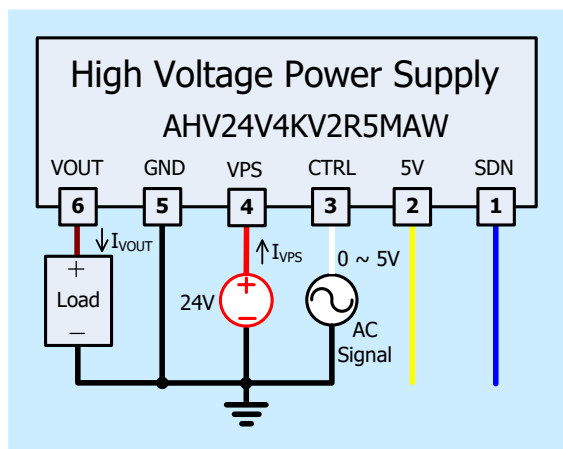 High Voltage Power Supply
AHV24V4KV2R5MAW
VOUT GND VPS CTRL 5V SDN
6 5 4 3 2 1
IVOUT
IVPS
0 ~ 5V
+
Load
−
24V
+
−
AC
Signal